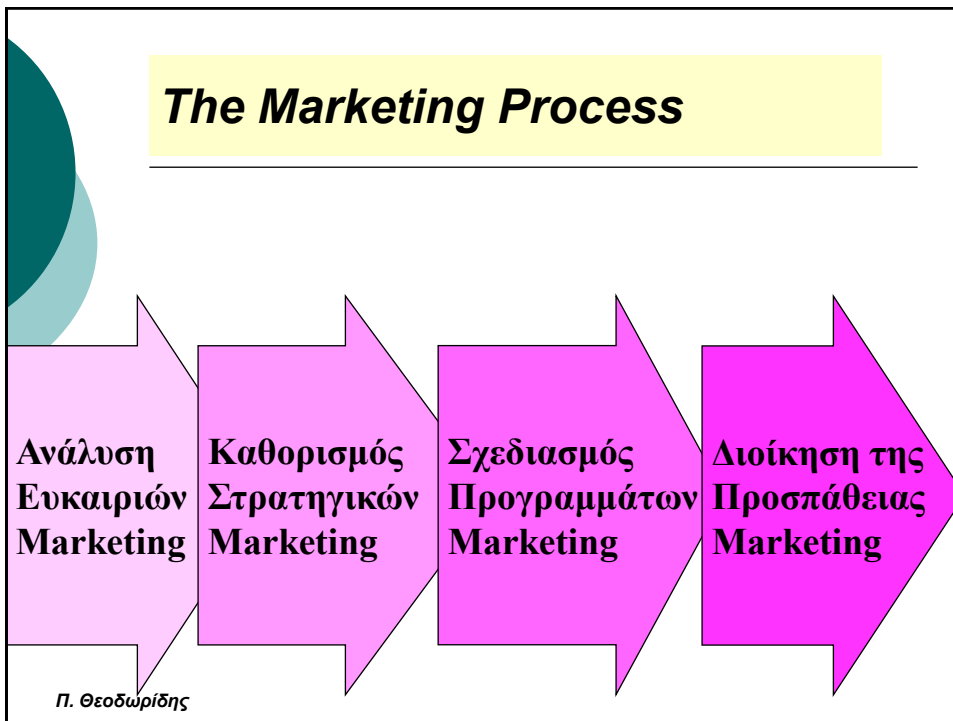 The Marketing Process
Ανάλυση
Ευκαιριών
Marketing
Καθορισμός
Στρατηγικών
Marketing
Σχεδιασμός
Προγραμμάτων
Marketing
Διοίκηση της
Προσπάθειας
Marketing
Π. Θεοδωρίδης